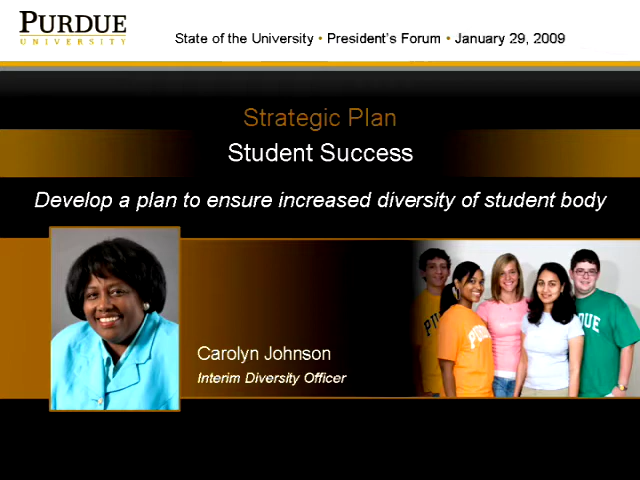 PURDUE
UNIVERSITY
State of the University • President's Forum • January 29, 2009
Strategic Plan
Student Success
Develop a plan to ensure increased diversity of student body
Carolyn Johnson
Interim Diversity Officer